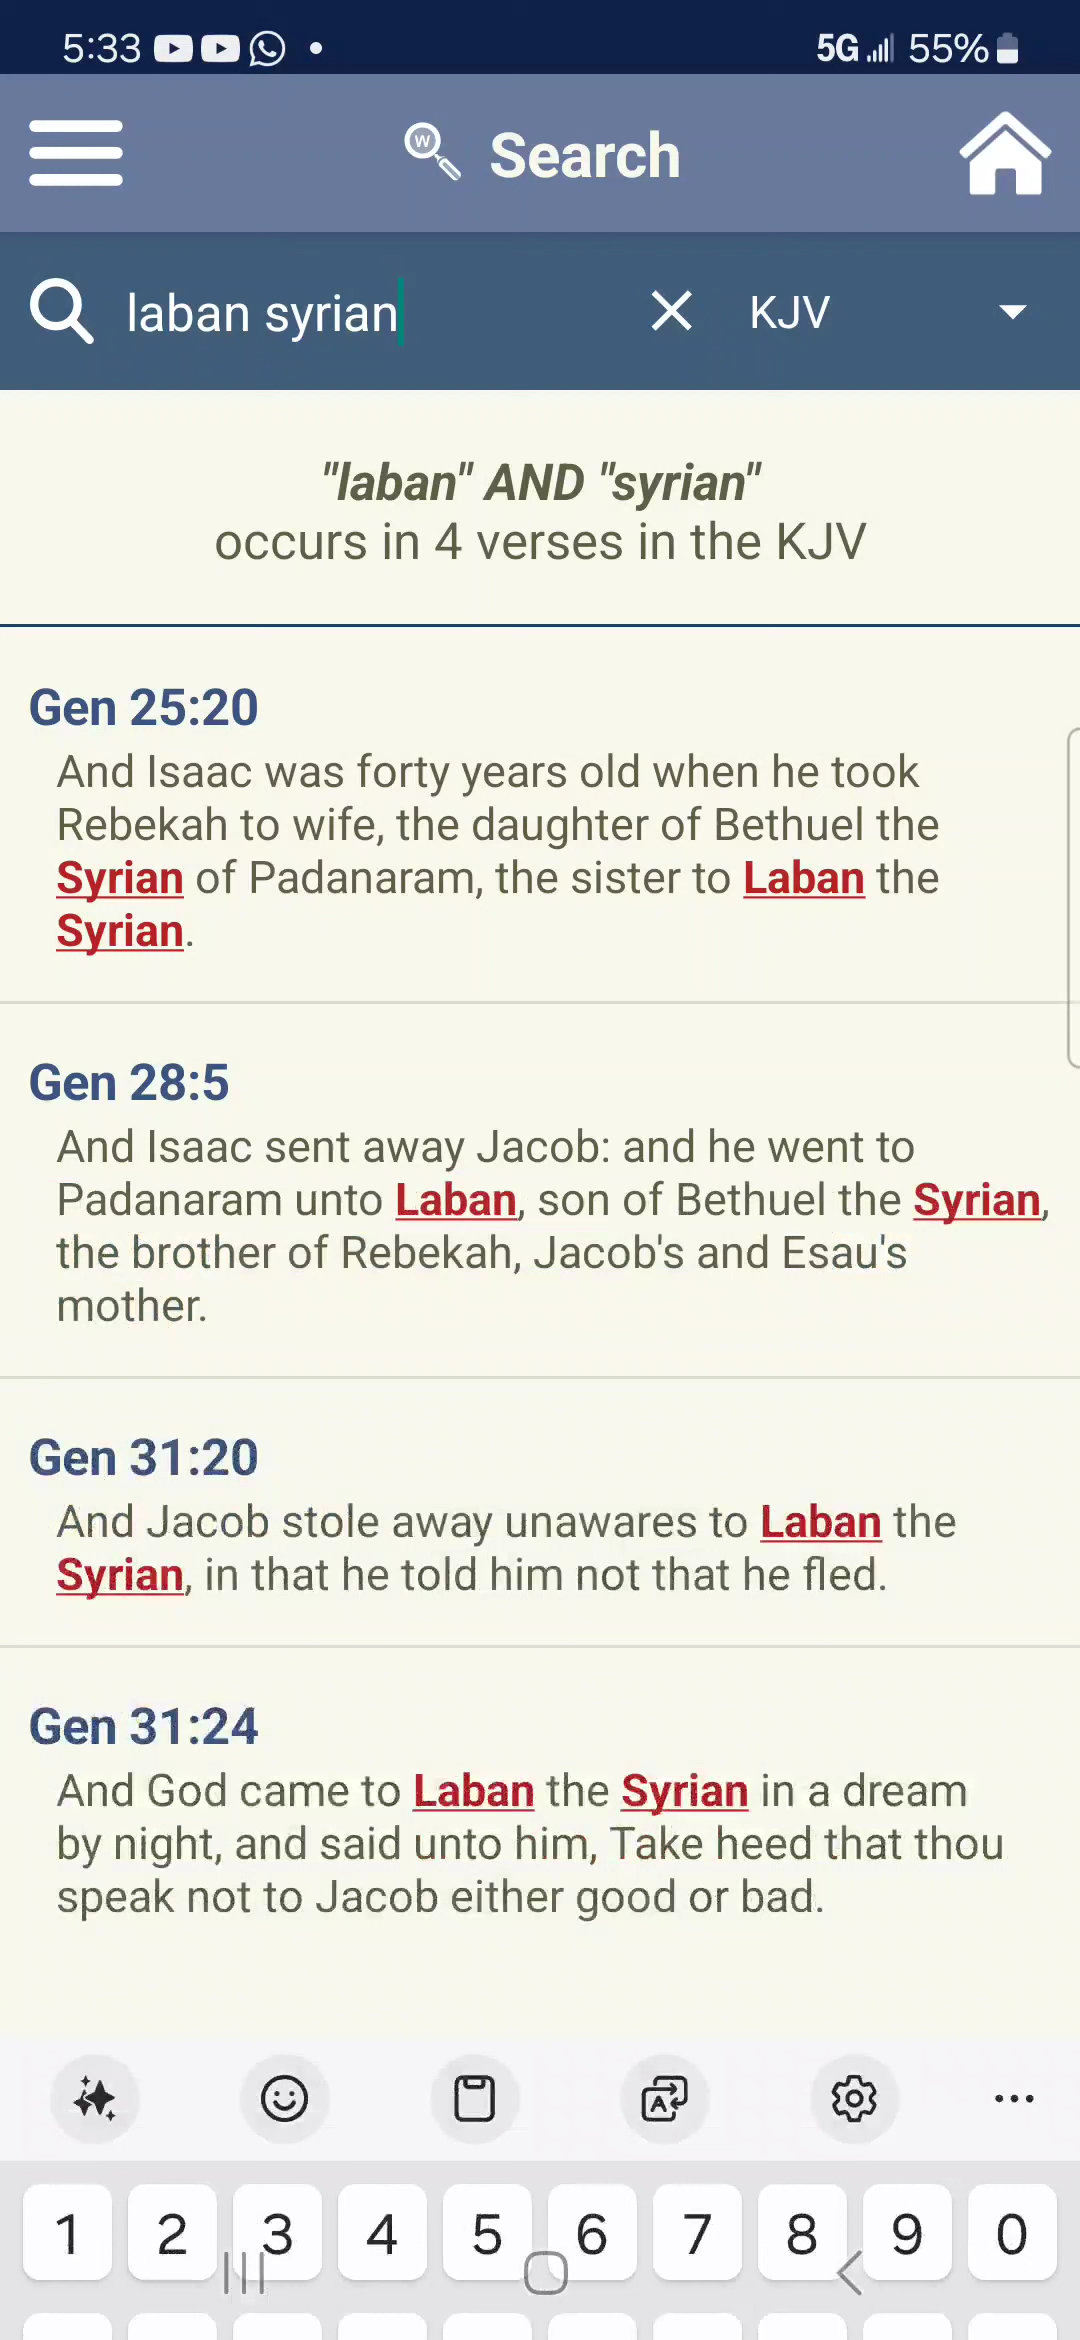 5:33
5G 55%
W Search
laban syrian KJV
"laban" AND "syrian"
occurs in 4 verses in the KJV
Gen 25:20
And Isaac was forty years old when he took
Rebekah to wife, the daughter of Bethuel the
Syrian of Padanaram, the sister to Laban the
Syrian.
Gen 28:5
And Isaac sent away Jacob: and he went to
Padanaram unto Laban, son of Bethuel the Syrian,
the brother of Rebekah, Jacob's and Esau's
mother.
Gen 31:20
And Jacob stole away unawares to Laban the
Syrian, in that he told him not that he fled.
Gen 31:24
And God came to Laban the Syrian in a dream
by night, and said unto him, Take heed that thou
speak not to Jacob either good or bad.
A
1 2 3 4 5 6 7 8 9 0